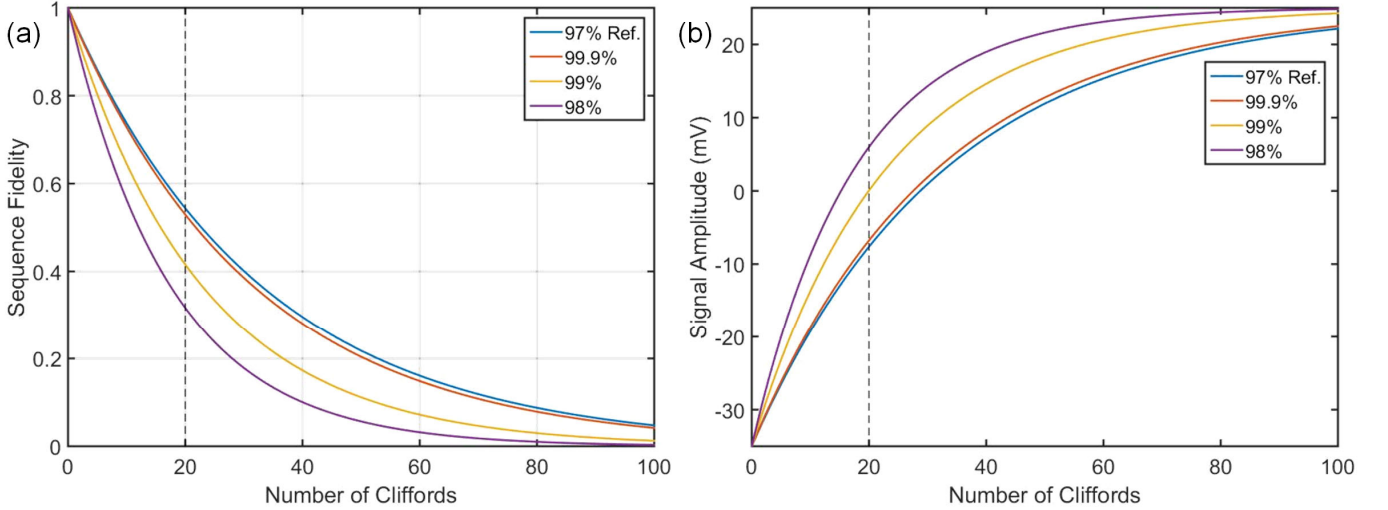 (a)
Sequence Fidelity
1
0.8
0.6
0.4
0.2
0
0 20 40 60 80 100
Number of Cliffords
97% Ref.
99.9%
99%
98%
(b)
Signal Amplitude (mV)
20
10
0
-10
-20
-30
0 20 40 60 80 100
Number of Cliffords
97% Ref.
99.9%
99%
98%